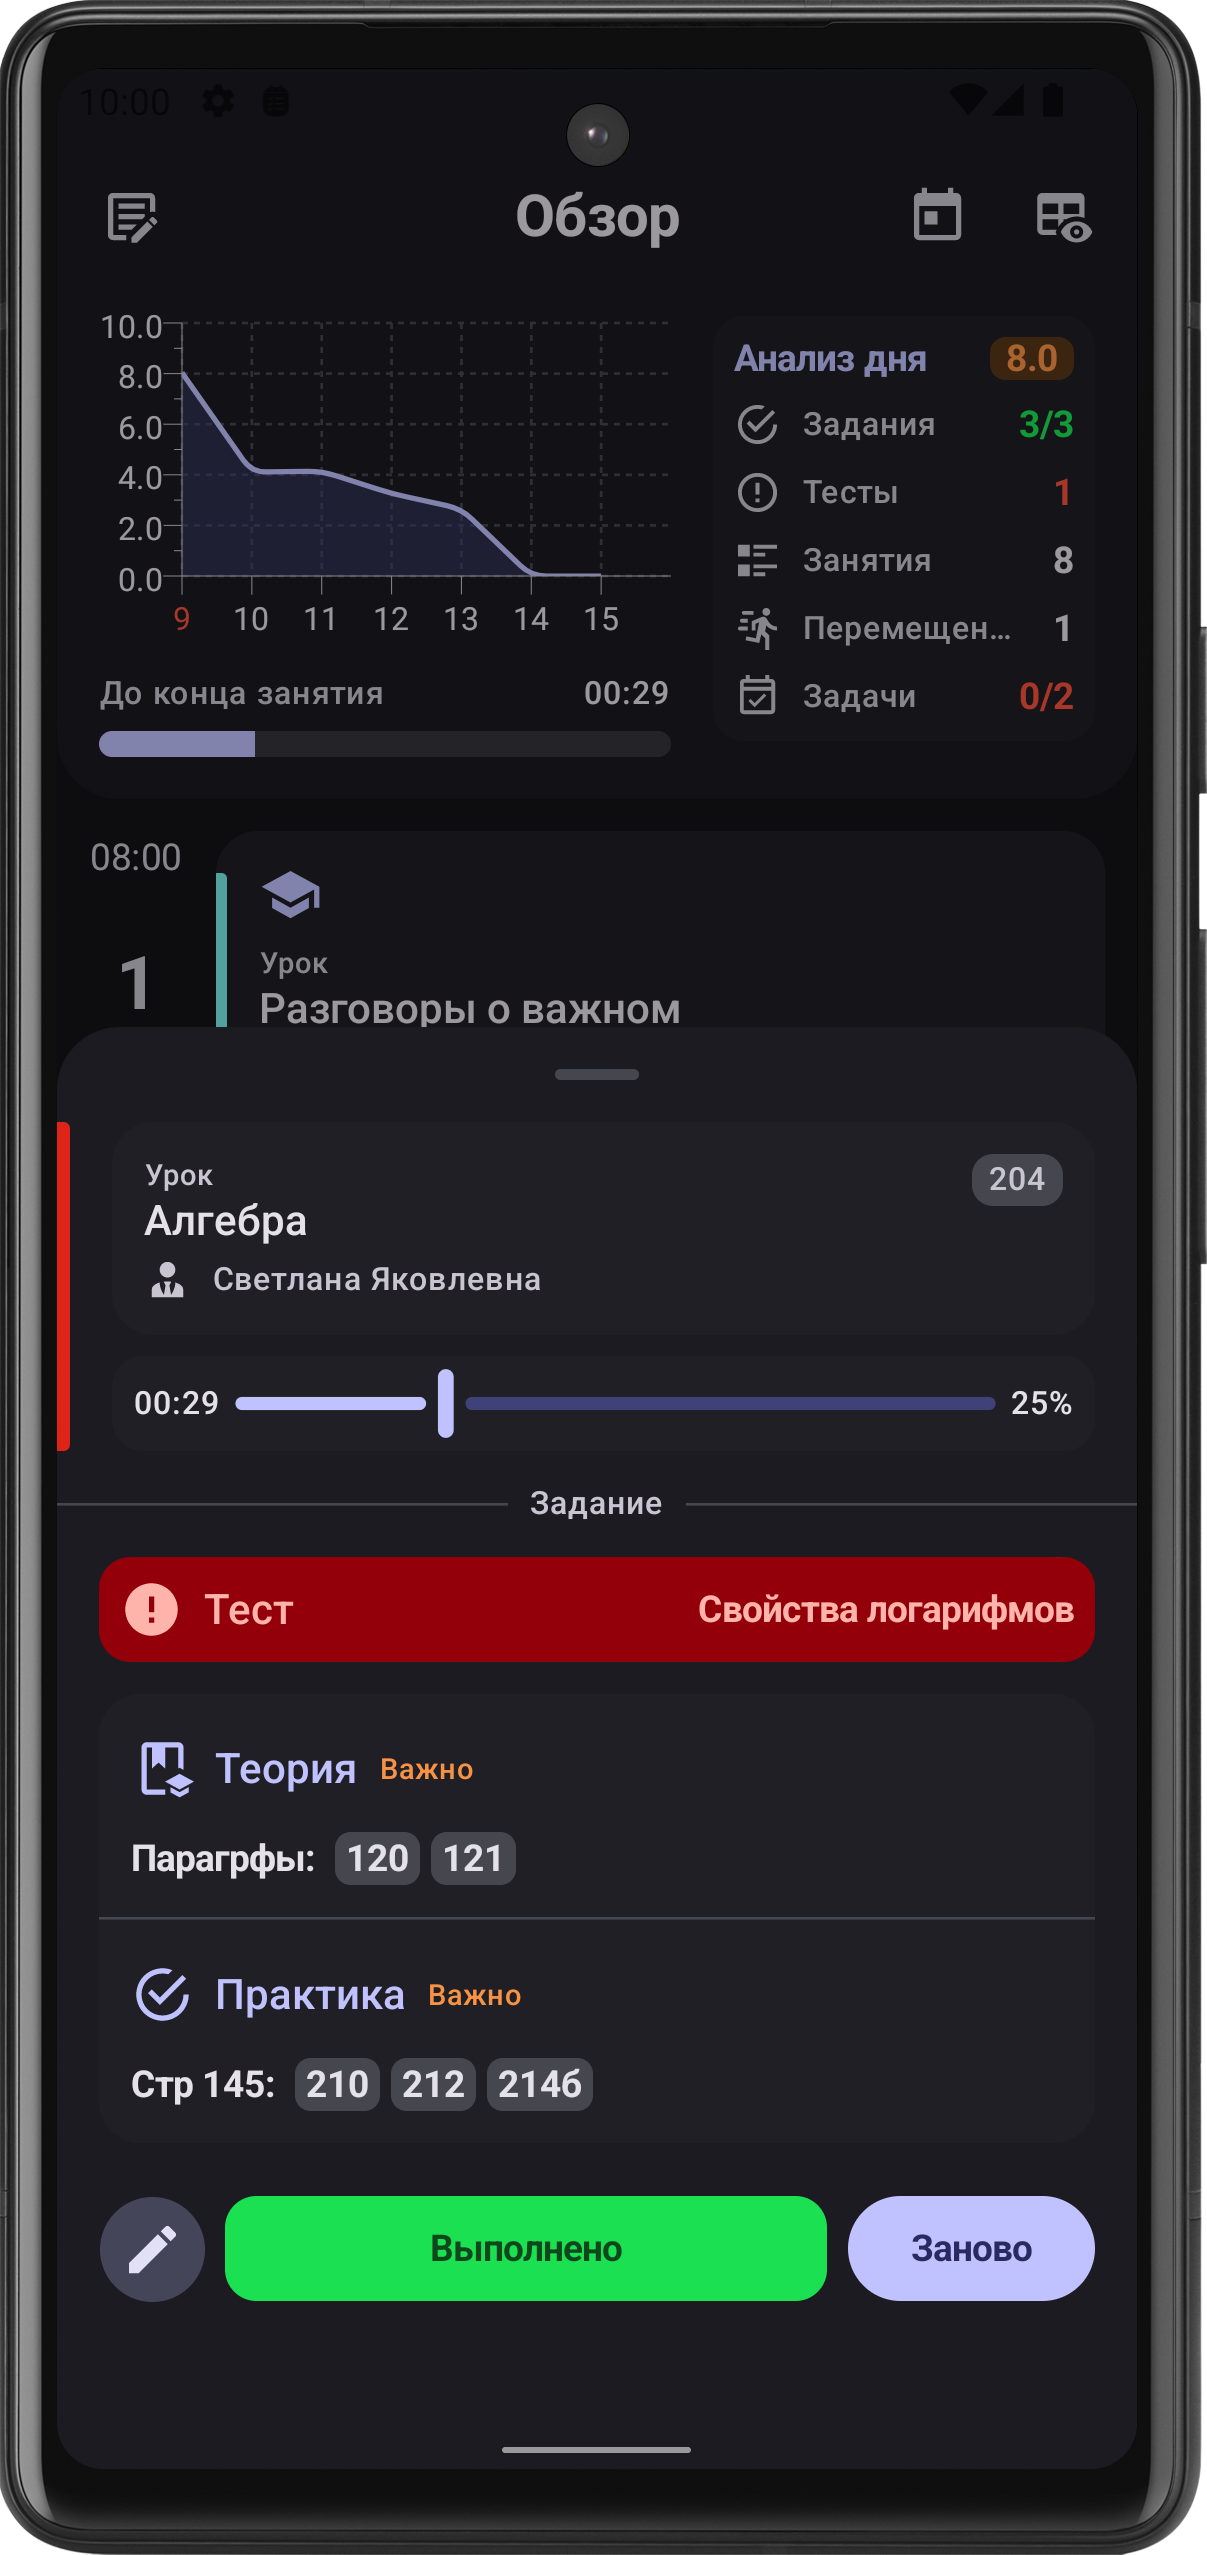 10:00
Обзор
10.0
8.0
6.0
4.0
2.0
0.0
9 10 11 12 13 14 15
До конца занятия 00:29
Анализ дня 8.0
Задания 3/3
Тесты 1
Занятия 8
Перемещен... 1
Задачи 0/2
08:00
1
Урок
Разговоры о важном
Урок
204
Алгебра
Светлана Яковлевна
00:29 25%
Задание
Тест Свойства логарифмов
Теория Важно
Парагрфы: 120 121
Практика Важно
Стр 145: 210 212 214б
Выполнено Заново